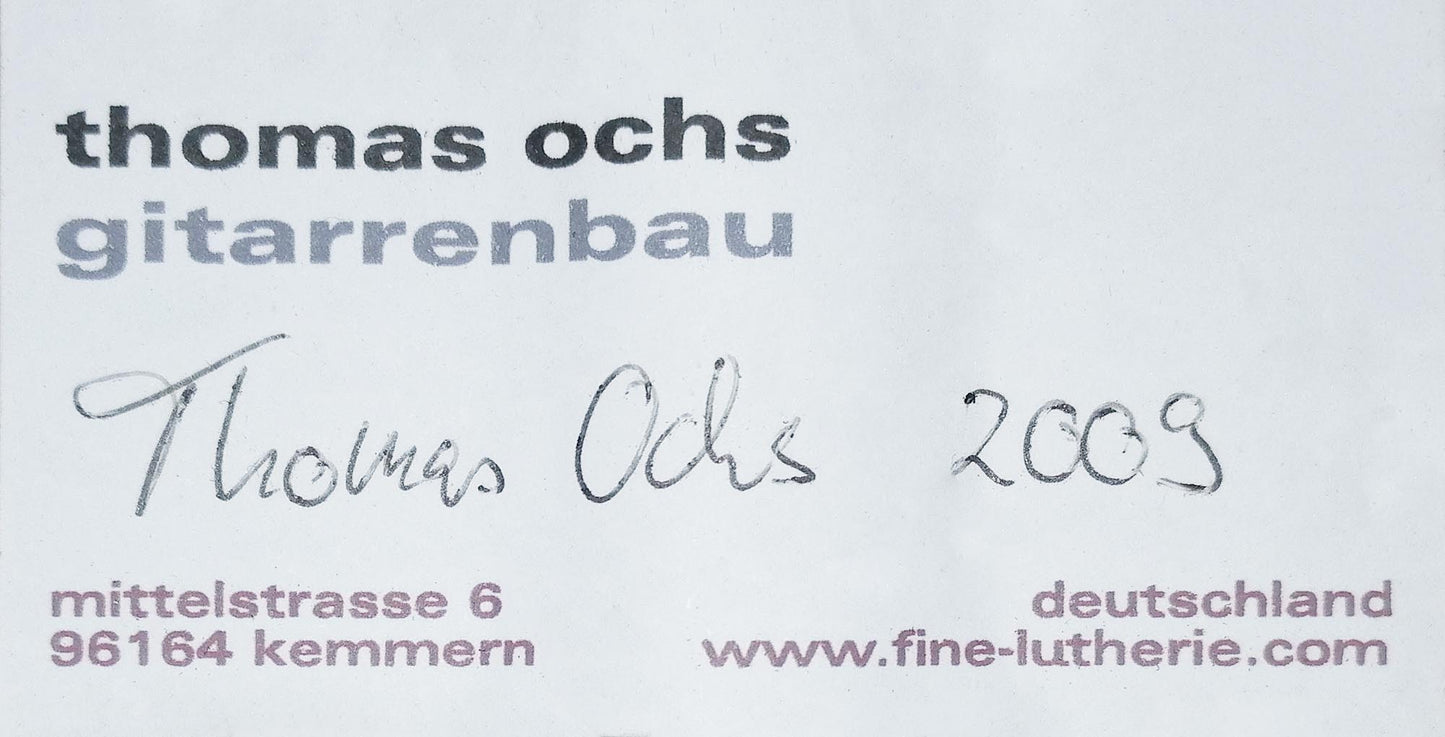 thomas ochs
gitarrenbau
Thomas Ochs 2009
mittelstrasse 6
96164 kemmern
deutschland
www.fine-lutherie.com